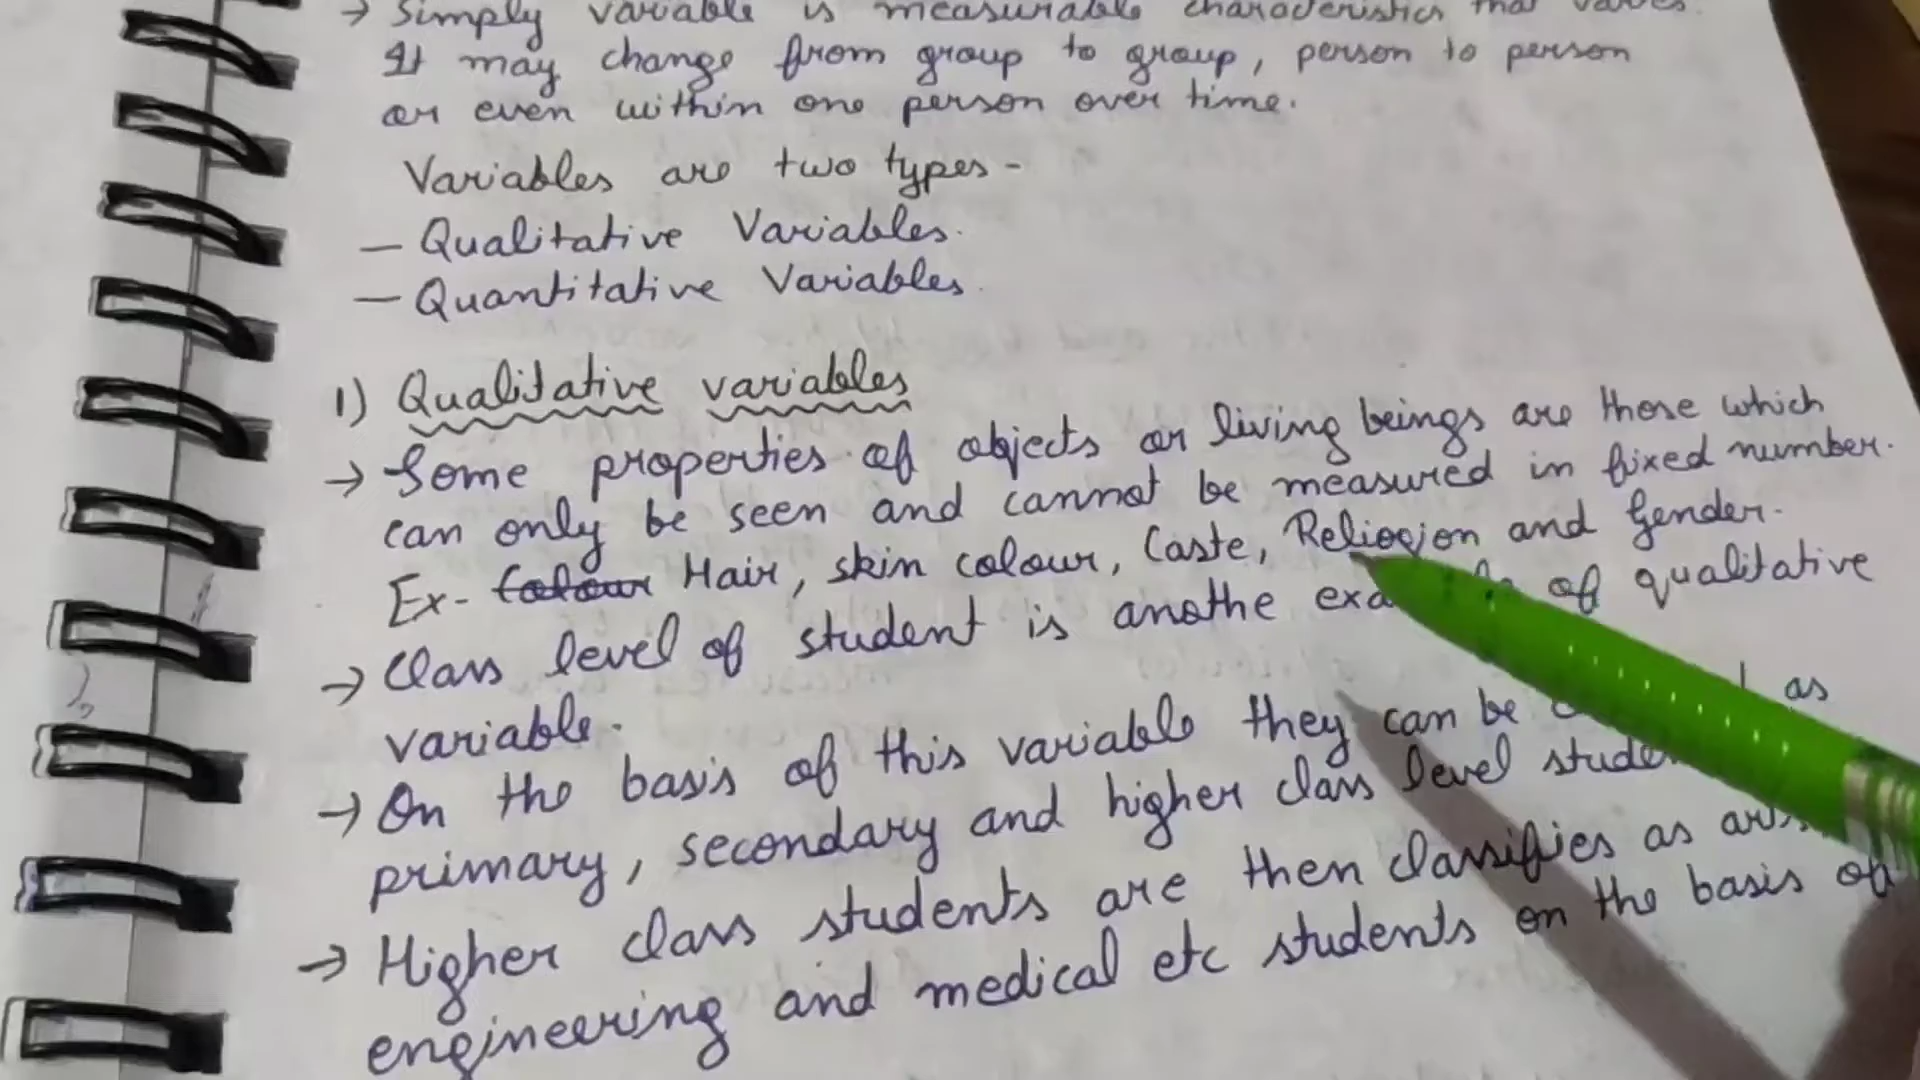 → Simply variable is measurable characteristics that varies.
It may change from group to group, person to person
or even within one person over time.
Variables are two types -
— Qualitative Variables.
— Quantitative Variables.
1) Qualitative variables
→ Some properties of objects or living beings are those which
can only be seen and cannot be measured in fixed number.
Ex- colour Hair, skin colour, Caste, Religion and Gender.
→ Class level of student is anothe of qualitative
variable.
→ On the basis of this variable they can be as
primary, secondary and higher class level
→ Higher class students are then classifies as
engineering and medical etc students on the basis of